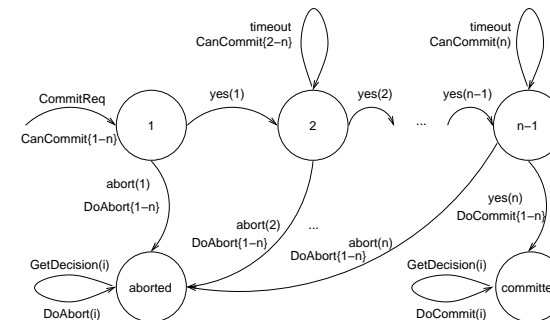 timeout
CanCommit{2−n}
timeout
CanCommit(n)
CommitReq
CanCommit{1−n}
1
yes(1)
2
yes(2)
...
yes(n−1)
n−1
abort(1)
DoAbort{1−n}
abort(2)
DoAbort{1−n}
...
abort(n)
DoAbort{1−n}
yes(n)
DoCommit{1−n}
GetDecision(i)
aborted
DoAbort(i)
GetDecision(i)
committe
DoCommit(i)